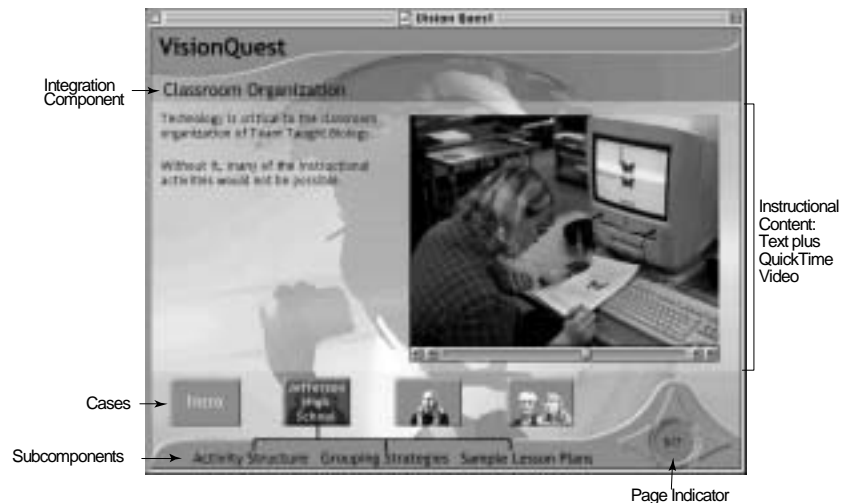 Vision Quest
VisionQuest
Integration
Component
Classroom Organization
Technology is critical to the classroom
organization of Team Taught Biology.
Without it, many of the instructional
activities would not be possible.
Instructional
Content:
Text plus
QuickTime
Video
Cases
Intro
Jefferson
High
School
Subcomponents
Activity Structure Grouping Strategies Sample Lesson Plans
Page Indicator